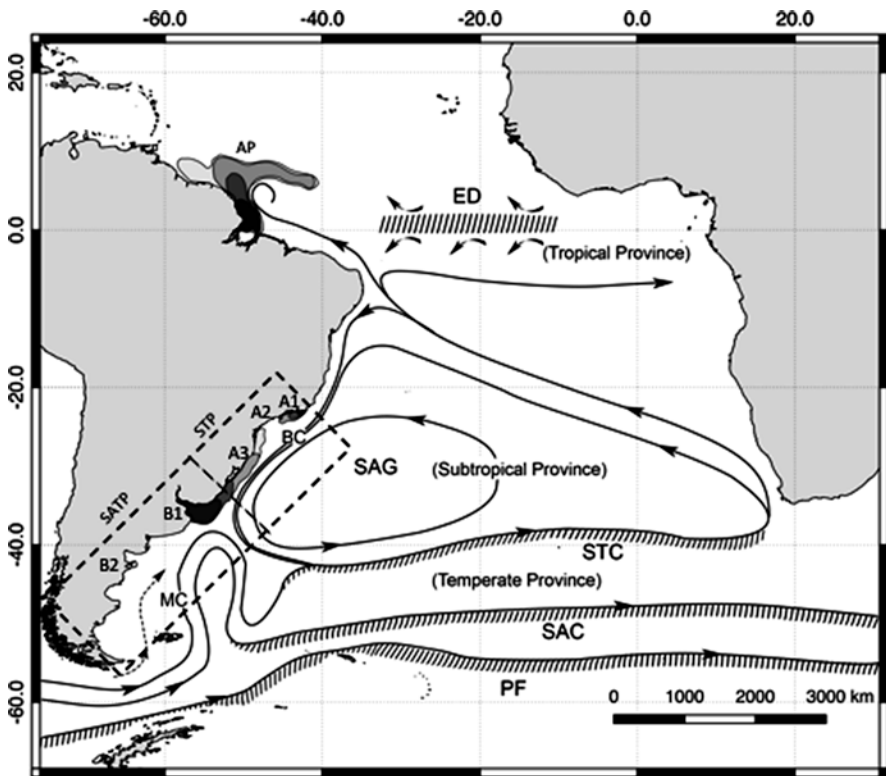 -60.0 -40.0 -20.0 0.0 20.0
20.0
0.0
-20.0
-40.0
-60.0
AP
ED
(Tropical Province)
A1
A2
STP
BC
A3
SAG
(Subtropical Province)
SATP
B1
STC
B2
(Temperate Province)
MC
SAC
PF
0 1000 2000 3000 km